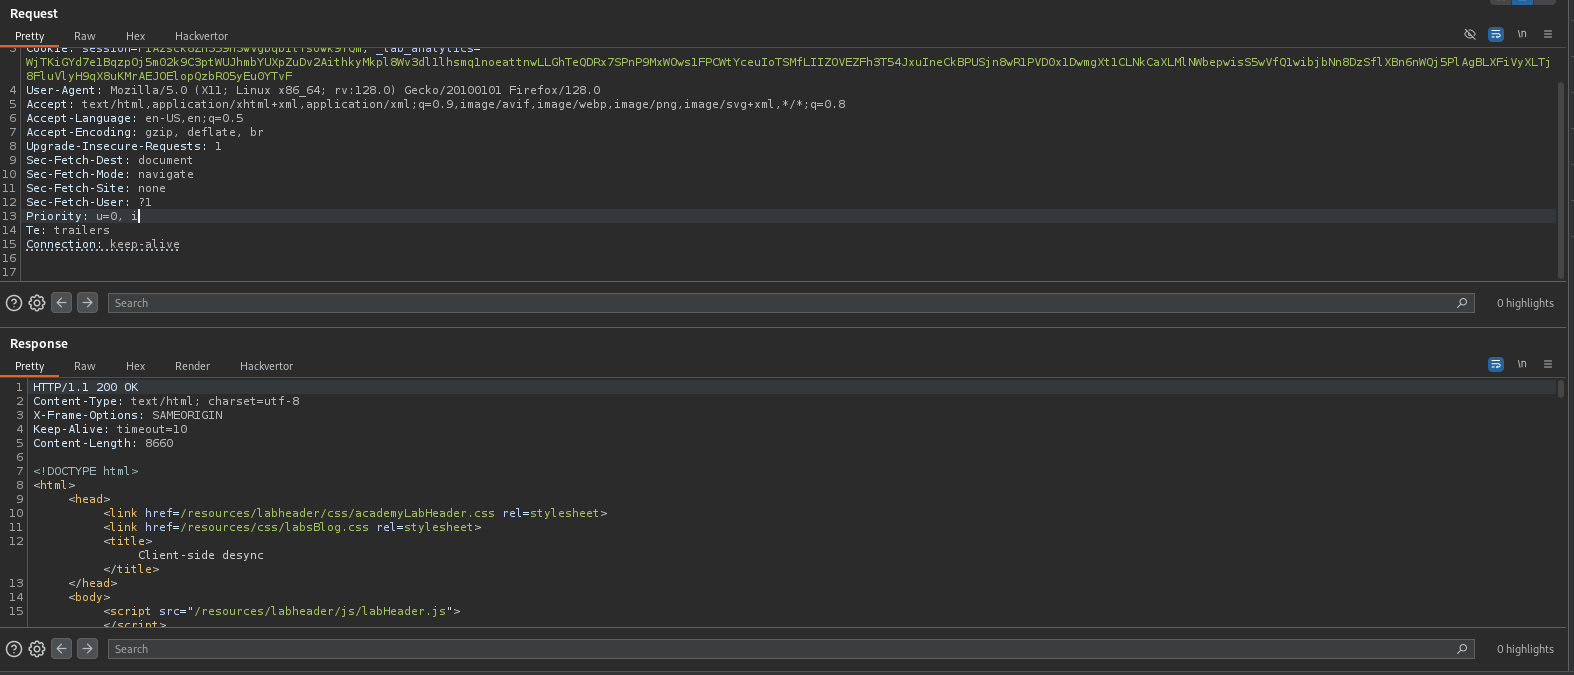 Request
Pretty Raw Hex Hackvertor \n
4 User-Agent: Mozilla/5.0 (X11; Linux x86_64; rv:128.0) Gecko/20100101 Firefox/128.0
5 Accept: text/html,application/xhtml+xml,application/xml;q=0.9,image/avif,image/webp,image/png,image/svg+xml,*/*;q=0.8
6 Accept-Language: en-US,en;q=0.5
7 Accept-Encoding: gzip, deflate, br
8 Upgrade-Insecure-Requests: 1
9 Sec-Fetch-Dest: document
10 Sec-Fetch-Mode: navigate
11 Sec-Fetch-Site: none
12 Sec-Fetch-User: ?1
13 Priority: u=0, i
14 Te: trailers
15 Connection: keep-alive
16
17
Search 0 highlights
Response
Pretty Raw Hex Render Hackvertor \n
1 HTTP/1.1 200 OK
2 Content-Type: text/html; charset=utf-8
3 X-Frame-Options: SAMEORIGIN
4 Keep-Alive: timeout=10
5 Content-Length: 8660
6
7 <!DOCTYPE html>
8 <html>
9 <head>
10 <link href=/resources/labheader/css/academyLabHeader.css rel=stylesheet>
11 <link href=/resources/css/labsBlog.css rel=stylesheet>
12 <title>
Client-side desync
</title>
13 </head>
14 <body>
15 <script src="/resources/labheader/js/labHeader.js">
</script>
Search 0 highlights